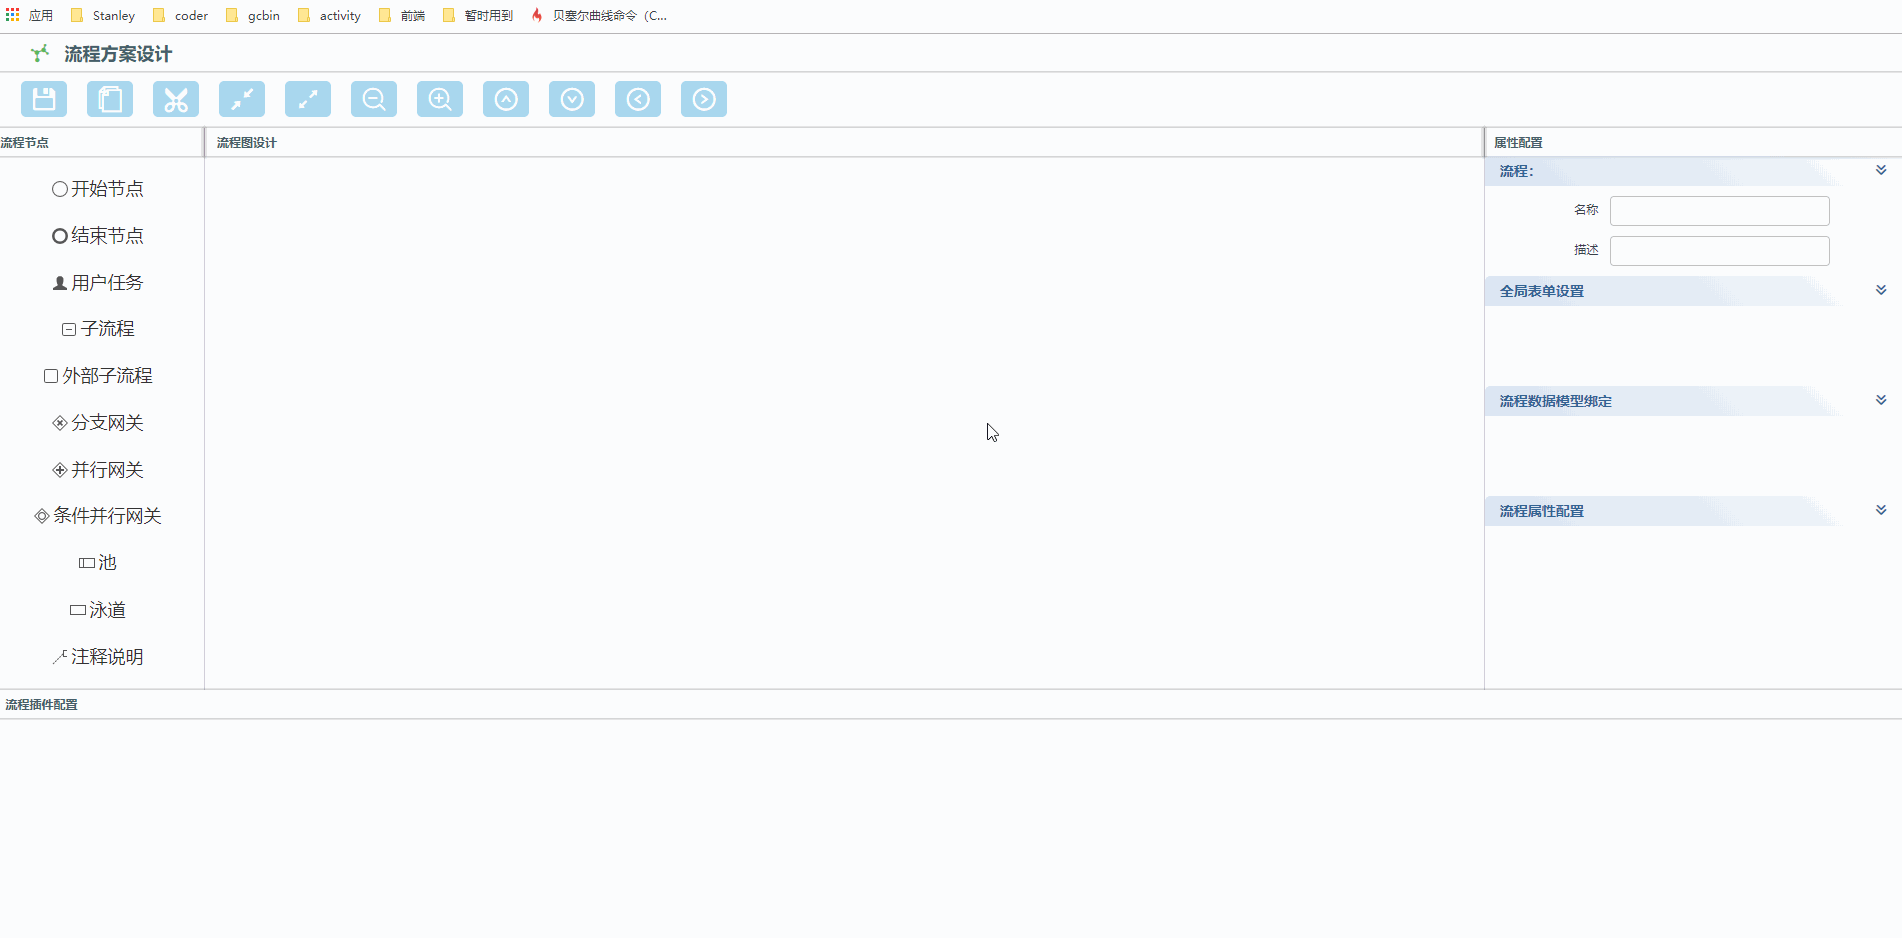 应用 Stanley coder gcbin activity 前端 暂时用到 贝塞尔曲线命令（C...
流程方案设计
流程节点
流程图设计
属性配置
开始节点
结束节点
用户任务
子流程
外部子流程
分支网关
并行网关
条件并行网关
池
泳道
注释说明
流程：
名称
描述
全局表单设置
流程数据模型绑定
流程属性配置
流程插件配置